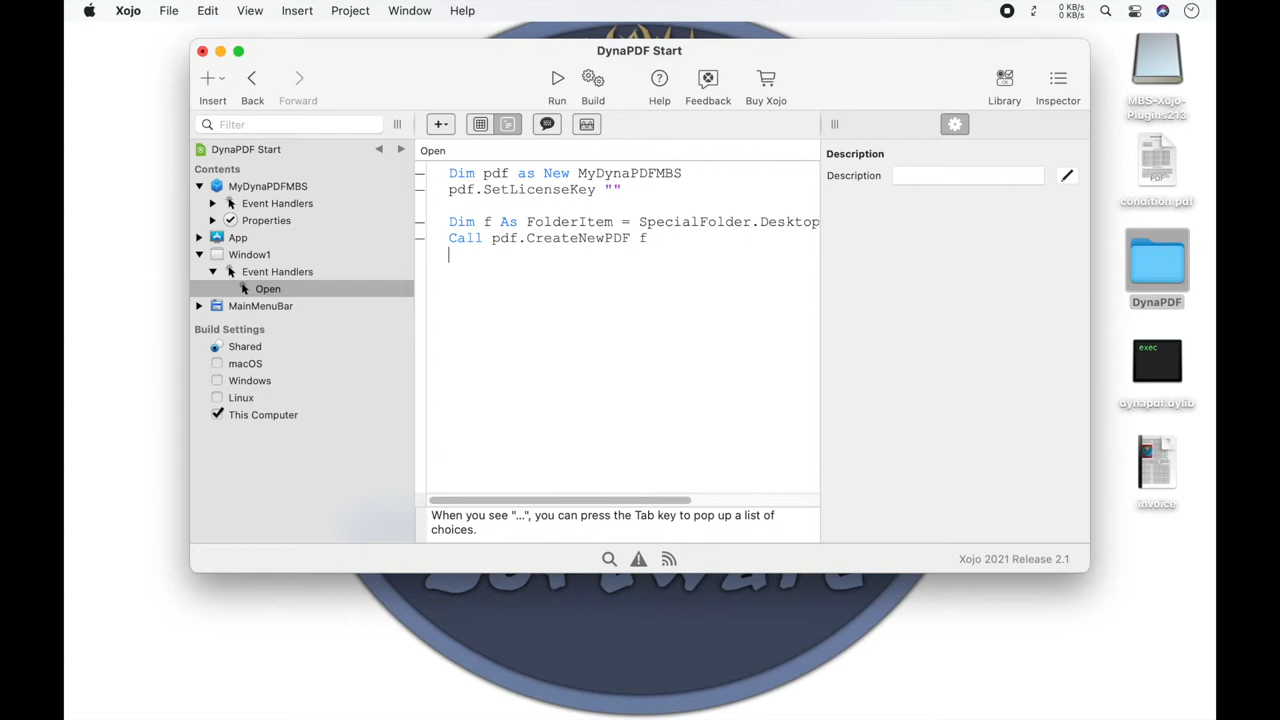 Xojo File Edit View Insert Project Window Help
0 KB/s
0 KB/s
DynaPDF Start
Insert Back Forward Run Build Help Feedback Buy Xojo Library Inspector
Filter
DynaPDF Start
Contents
MyDynaPDFMBS
Event Handlers
Properties
App
Window1
Event Handlers
Open
MainMenuBar
Build Settings
Shared
macOS
Windows
Linux
This Computer
Open
Dim pdf as New MyDynaPDFMBS
pdf.SetLicenseKey ""
Dim f As FolderItem = SpecialFolder.Desktop
Call pdf.CreateNewPDF f
When you see "...", you can press the Tab key to pop up a list of
choices.
Description
Description
Xojo 2021 Release 2.1
MBS-Xojo-
Plugins213
PDF
condition.pdf
DynaPDF
exec
dynapdf.dylib
invoice